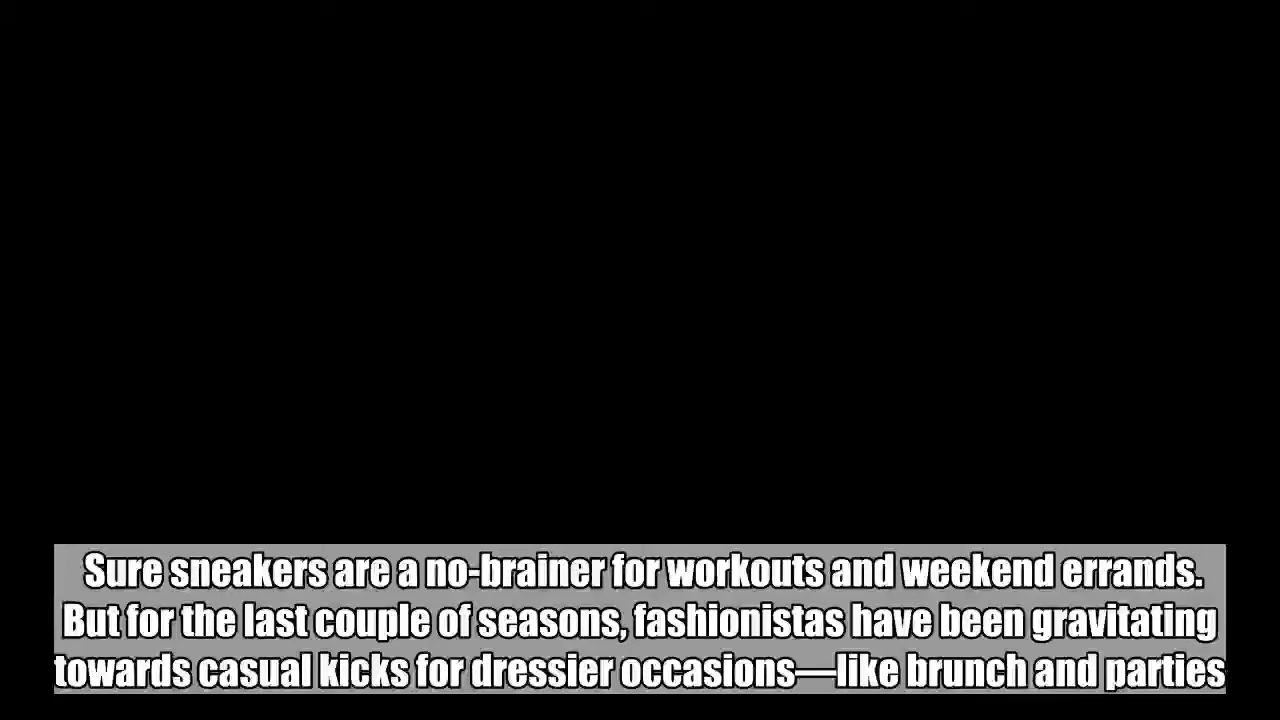 Sure sneakers are a no-brainer for workouts and weekend errands.
But for the last couple of seasons, fashionistas have been gravitating
towards casual kicks for dressier occasions—like brunch and parties